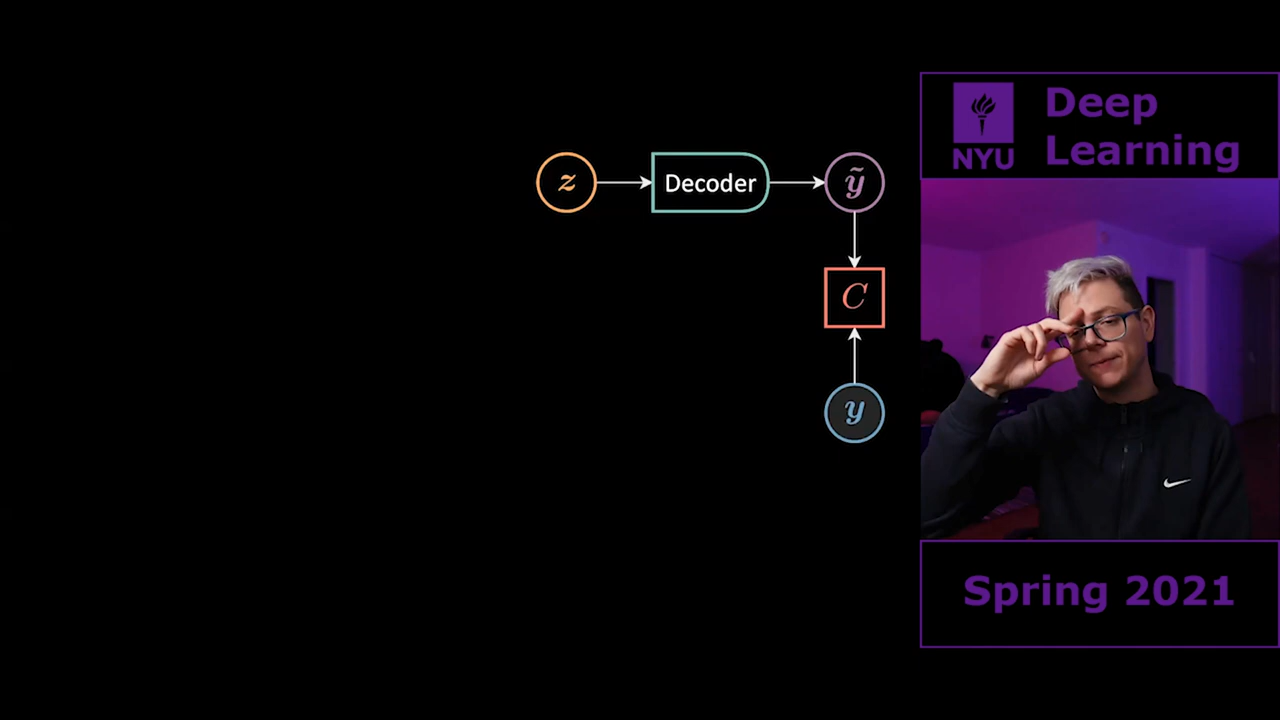 z
Decoder
ỹ
C
y
NYU
Deep
Learning
Spring 2021